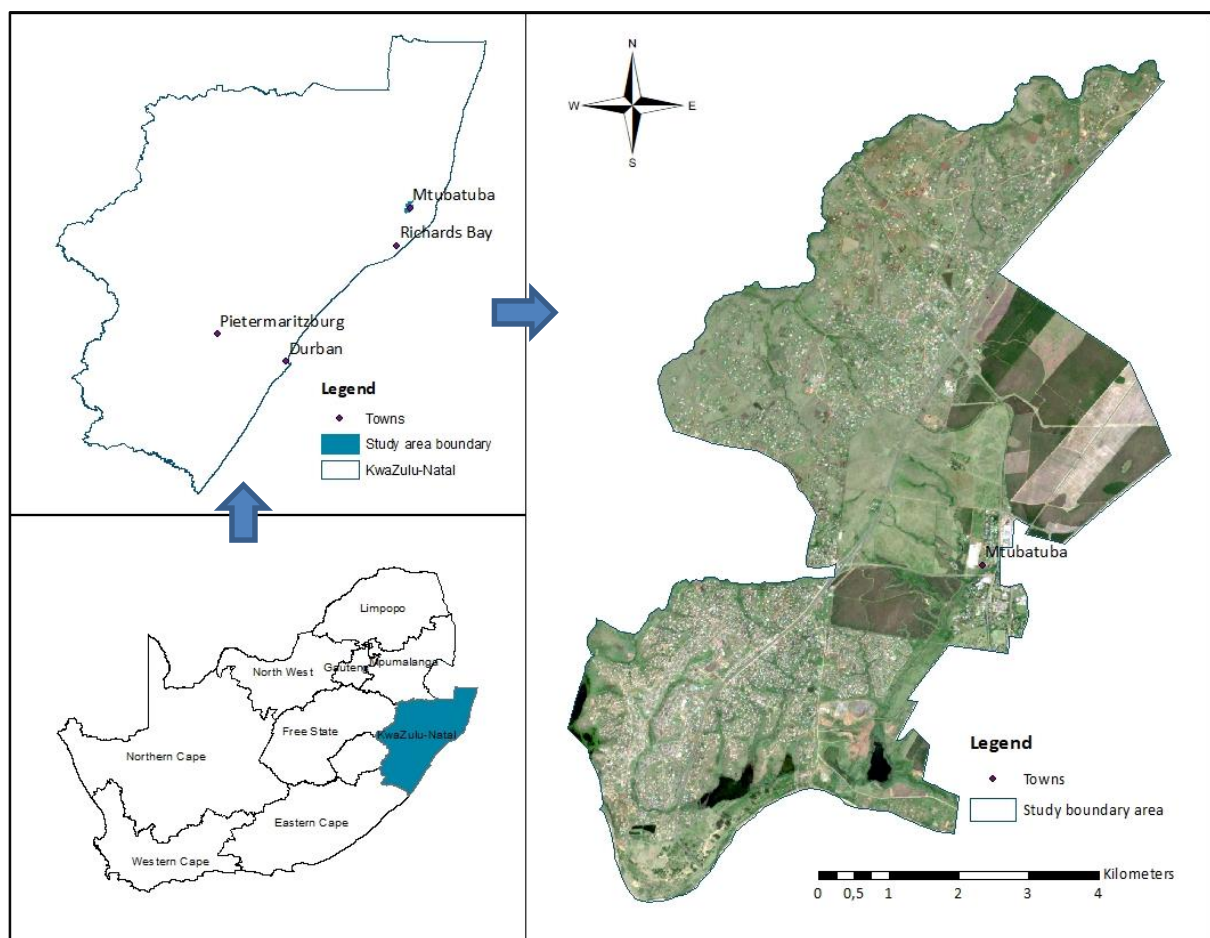 Mtubatuba
Richards Bay
Pietermaritzburg
Durban
Legend
Towns
Study area boundary
KwaZulu-Natal
Limpopo
North West
Gauteng
Mpumalanga
Free State
KwaZulu-Natal
Northern Cape
Eastern Cape
Western Cape
N
W E
S
Mtubatuba
Legend
Towns
Study boundary area
Kilometers
0 0,5 1 2 3 4